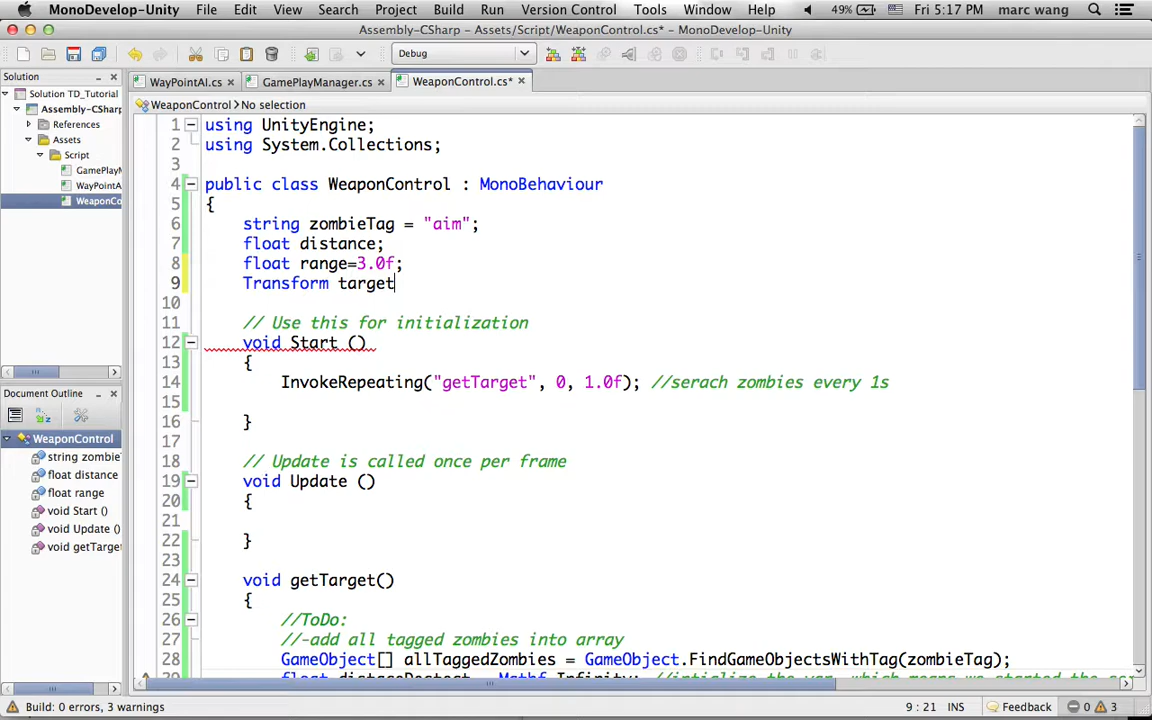 MonoDevelop-Unity File Edit View Search Project Build Run Version Control Tools Window Help 49% Fri 5:17 PM marc wang
Assembly-CSharp - Assets/Script/WeaponControl.cs* - MonoDevelop-Unity
Debug
Solution
WayPointAI.cs GamePlayManager.cs WeaponControl.cs*
Solution TD_Tutorial
Assembly-CSharp
References
Assets
Script
GamePlayM
WayPointA
WeaponCo
WeaponControl No selection
1 using UnityEngine;
2 using System.Collections;
3
4 public class WeaponControl : MonoBehaviour
5 {
6 string zombieTag = "aim";
7 float distance;
8 float range=3.0f;
9 Transform target
10
11 // Use this for initialization
12 void Start ()
13 {
14 InvokeRepeating("getTarget", 0, 1.0f); //serach zombies every 1s
15
16 }
17
18 // Update is called once per frame
19 void Update ()
20 {
21
22 }
23
24 void getTarget()
25 {
26 //ToDo:
27 //-add all tagged zombies into array
28 GameObject[] allTaggedZombies = GameObject.FindGameObjectsWithTag(zombieTag);
Document Outline
WeaponControl
string zombie
float distance
float range
void Start ()
void Update ()
void getTarget
Build: 0 errors, 3 warnings
9 : 21 INS Feedback 0 3